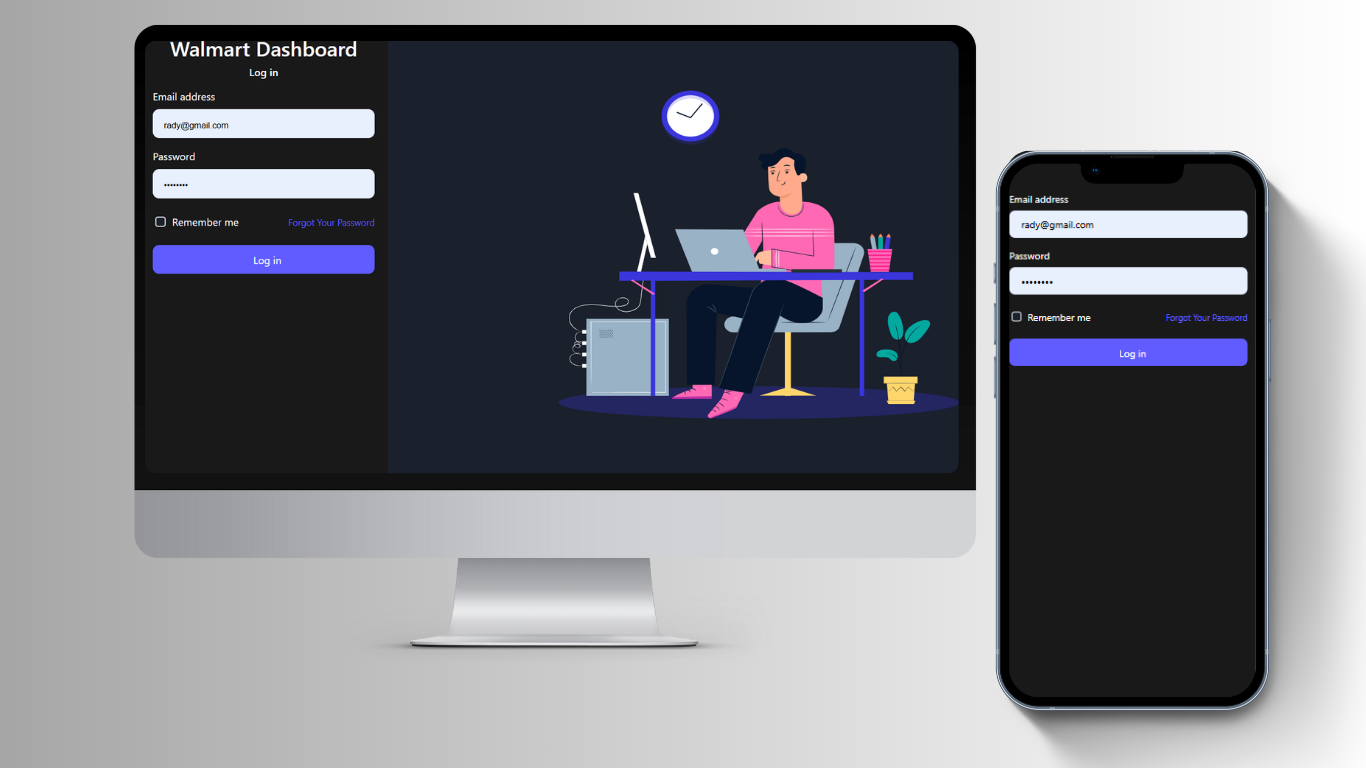 Walmart Dashboard
Log in
Email address
rady@gmail.com
Password
••••••••
Remember me Forgot Your Password
Log in
Email address
rady@gmail.com
Password
••••••••
Remember me Forgot Your Password
Log in